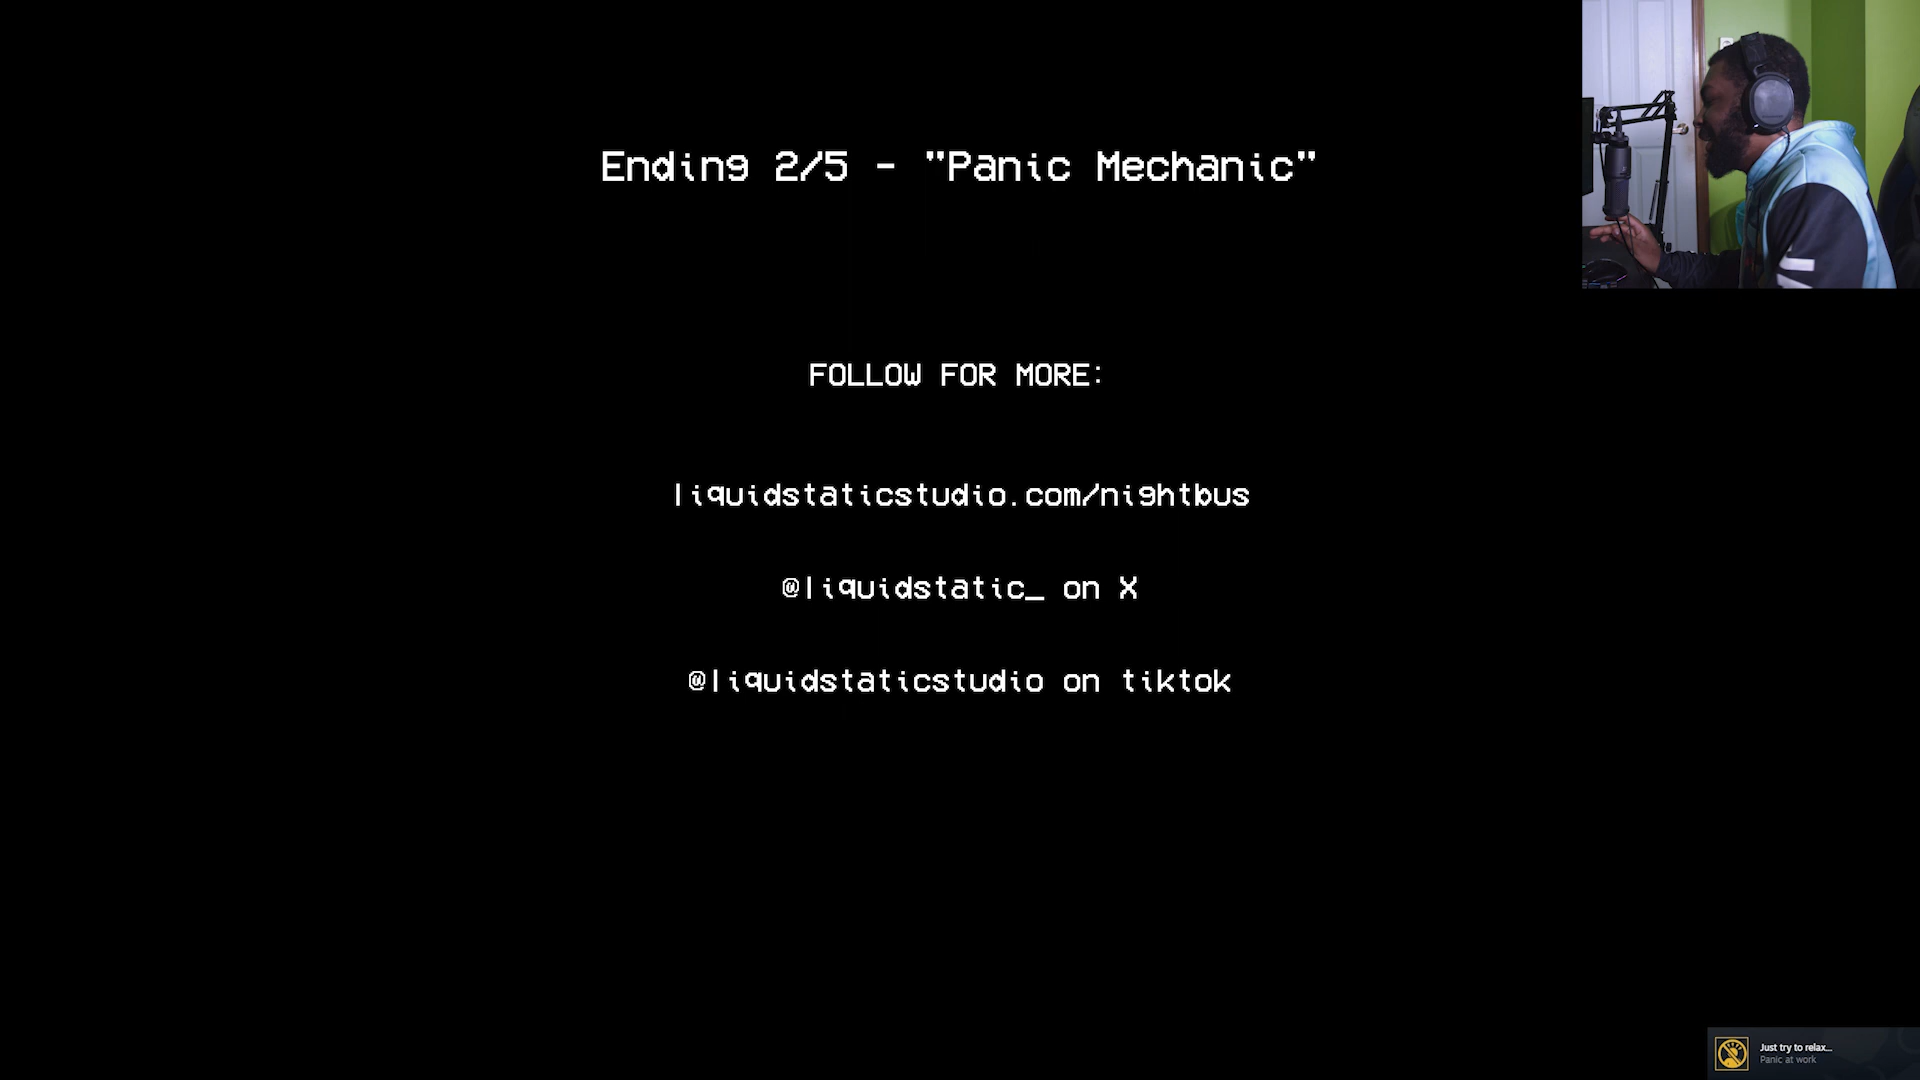 Ending 2/5 - "Panic Mechanic"
FOLLOW FOR MORE:
liquidstaticstudio.com/nightbus
@liquidstatic_ on X
@liquidstaticstudio on tiktok
Just try to relax...
Panic at work